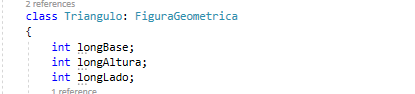 2 references
class Triangulo: FiguraGeometrica
{
int longBase;
int longAltura;
int longLado;
1 reference